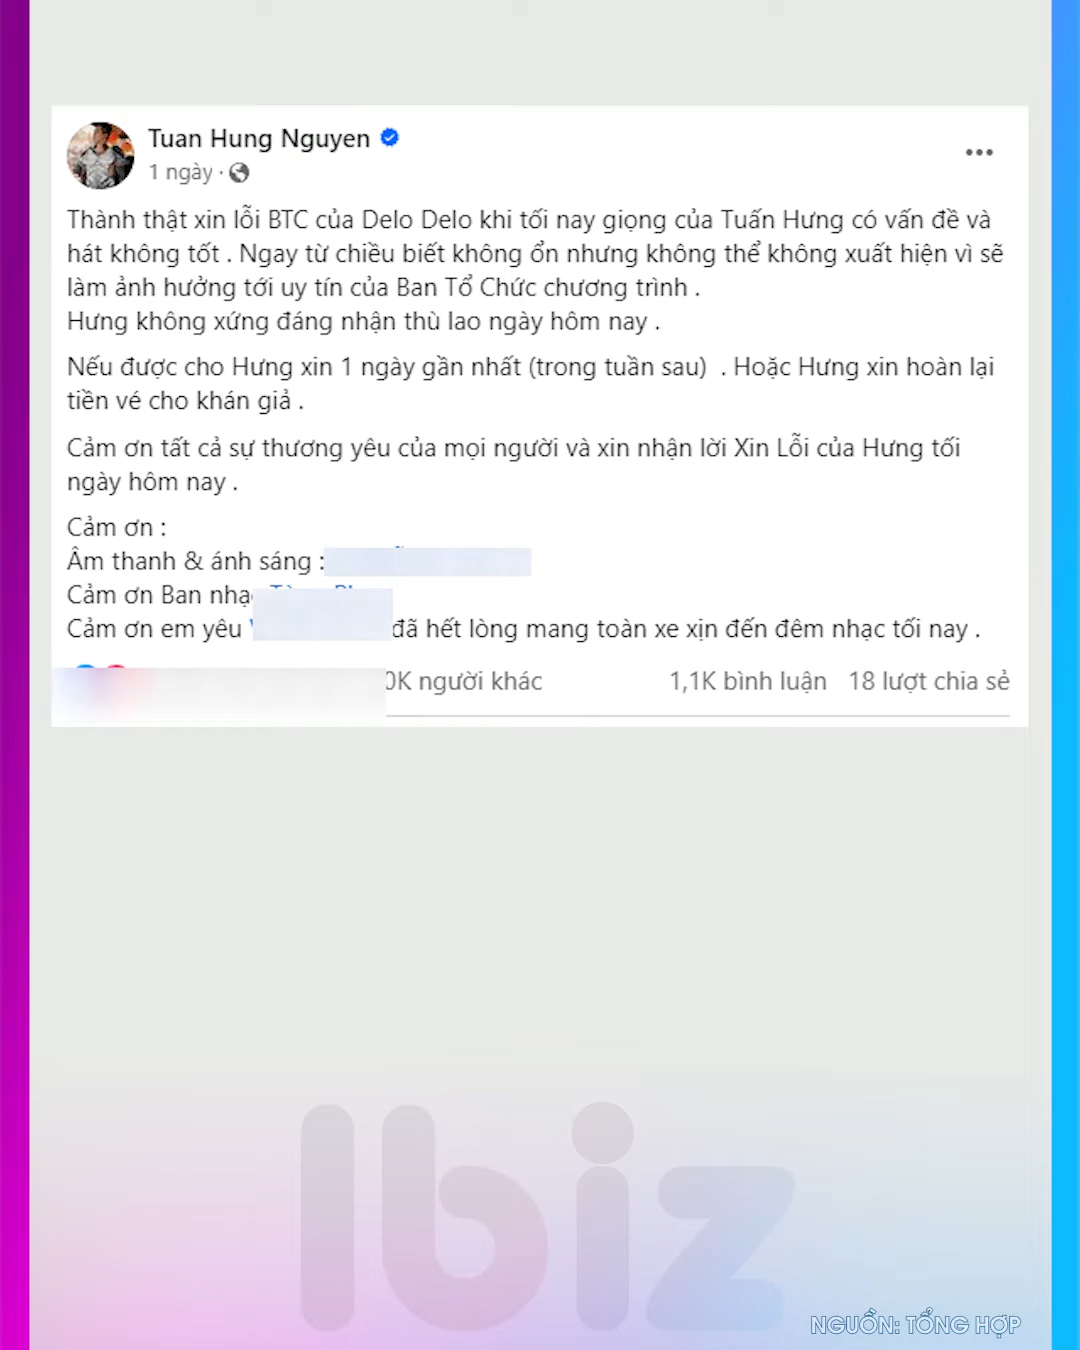 Tuan Hung Nguyen
1 ngày ·
Thành thật xin lỗi BTC của Delo Delo khi tối nay giọng của Tuấn Hưng có vấn đề và
hát không tốt . Ngay từ chiều biết không ổn nhưng không thể không xuất hiện vì sẽ
làm ảnh hưởng tới uy tín của Ban Tổ Chức chương trình .
Hưng không xứng đáng nhận thù lao ngày hôm nay .
Nếu được cho Hưng xin 1 ngày gần nhất (trong tuần sau) . Hoặc Hưng xin hoàn lại
tiền vé cho khán giả .
Cảm ơn tất cả sự thương yêu của mọi người và xin nhận lời Xin Lỗi của Hưng tối
ngày hôm nay .
Cảm ơn :
Âm thanh & ánh sáng :
Cảm ơn Ban
Cảm ơn em yêu đã hết lòng mang toàn xe xịn đến đêm nhạc tối nay .
người khác 1,1K bình luận 18 lượt chia sẻ
Ibiz
NGUỒN: TỔNG HỢP